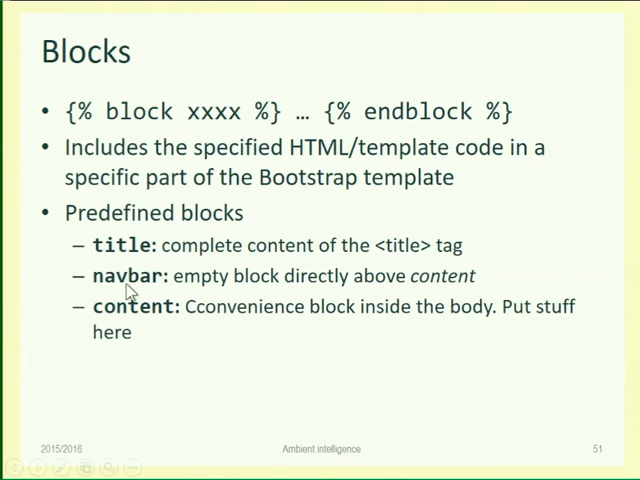 Blocks
• {% block xxxx %} … {% endblock %}
• Includes the specified HTML/template code in a
specific part of the Bootstrap template
• Predefined blocks
– title: complete content of the <title> tag
– navbar: empty block directly above content
– content: Cconvenience block inside the body. Put stuff
here
2015/2016
Ambient intelligence
51